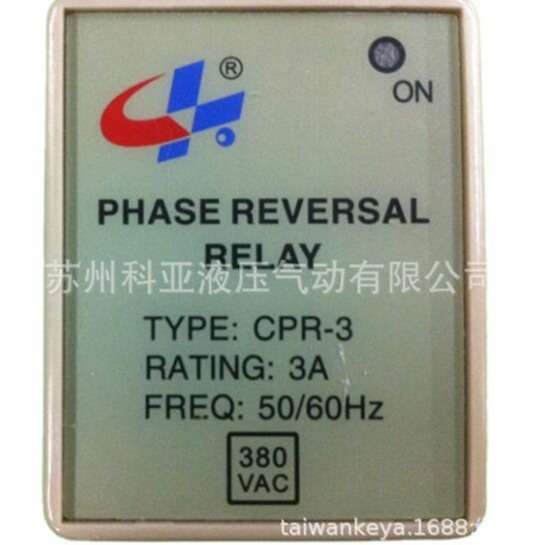 ®
ON
PHASE REVERSAL
RELAY
苏州科亚液压气动有限公司
TYPE: CPR-3
RATING: 3A
FREQ: 50/60Hz
380
VAC
taiwankeya.1688.